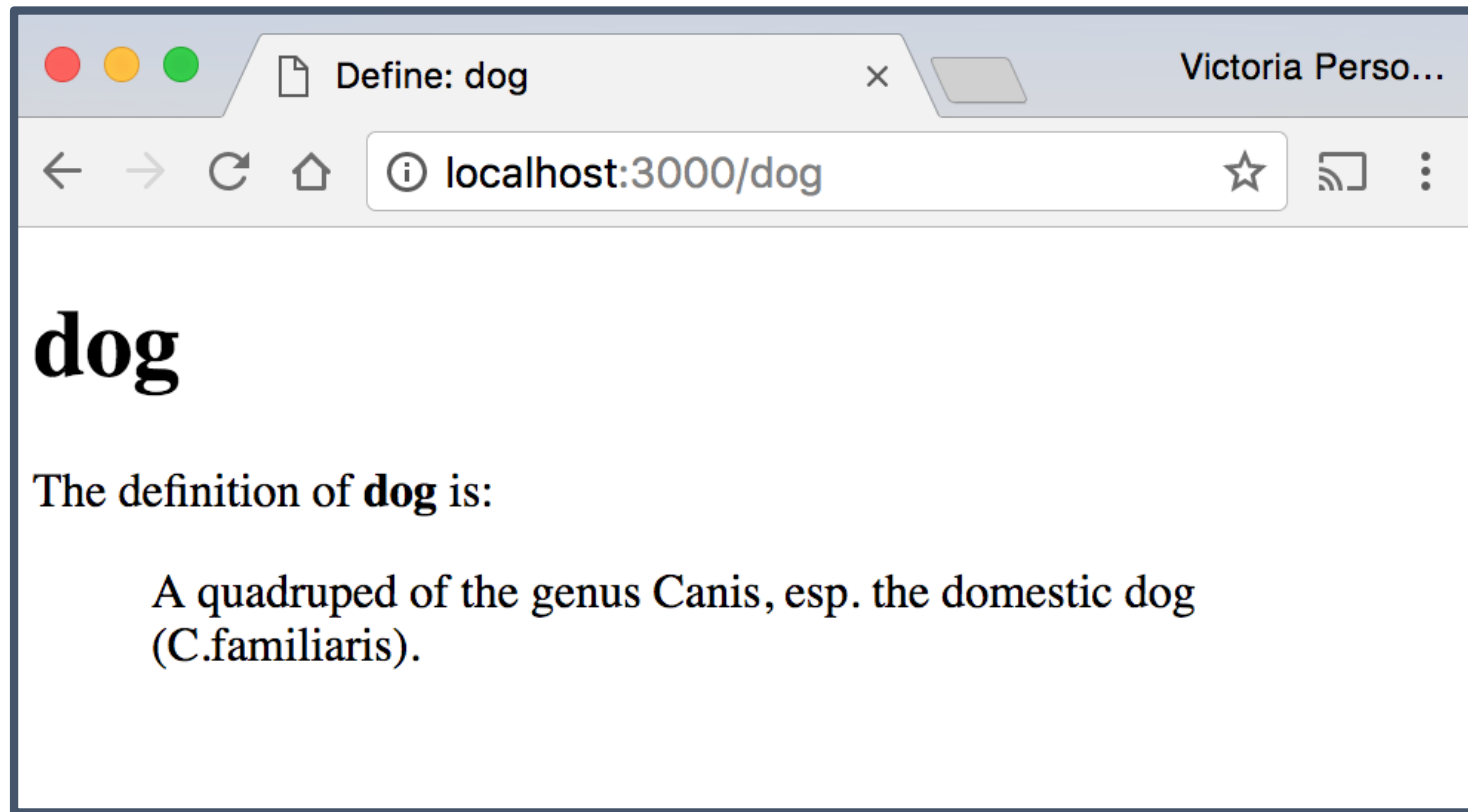 Define: dog
Victoria Perso...
localhost:3000/dog
dog
The definition of dog is:
A quadruped of the genus Canis, esp. the domestic dog
(C.familiaris).